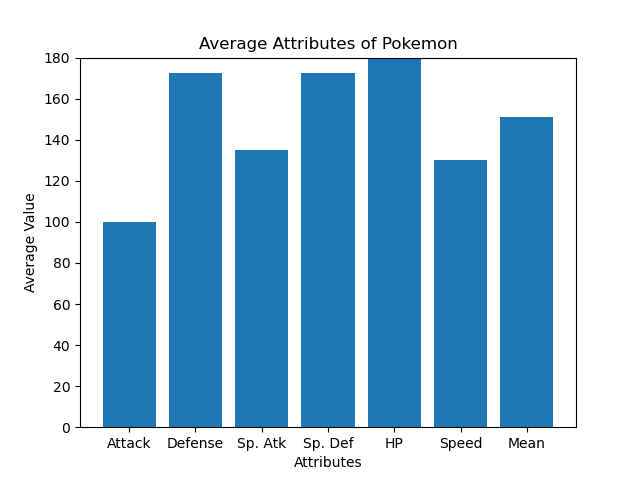 Average Attributes of Pokemon
180
160
140
120
100
80
60
40
20
0
Average Value
Attack Defense Sp. Atk Sp. Def HP Speed Mean
Attributes